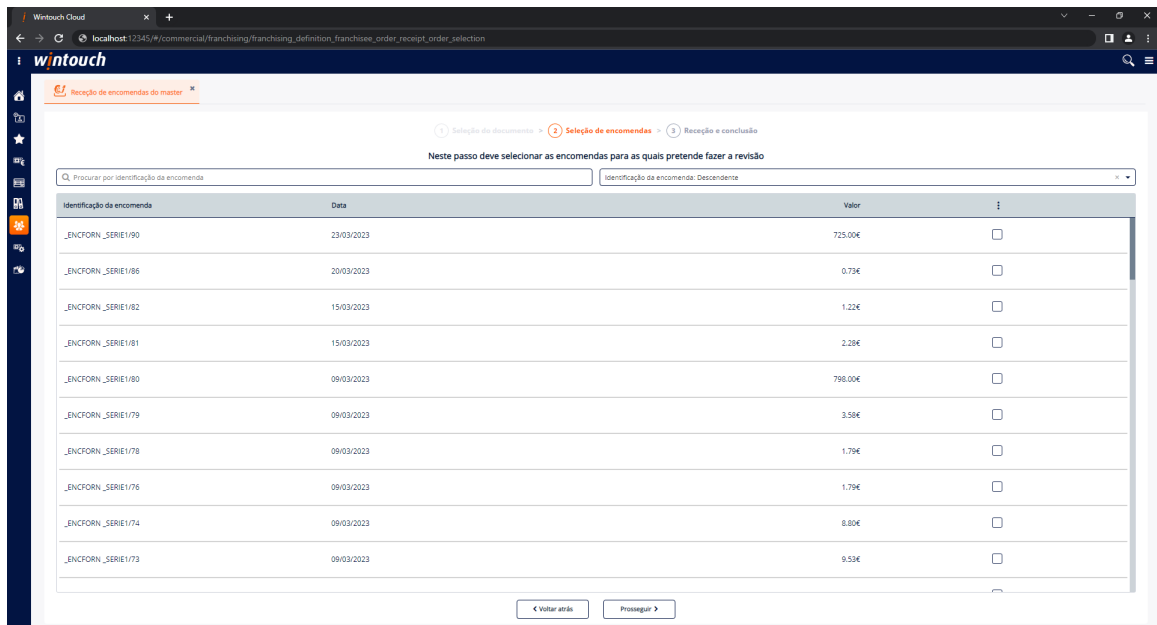 Wintouch Cloud
localhost:12345/#/commercial/franchising/franchising_definition_franchisee_order_receipt_order_selection
wintouch
Receção de encomendas do master
1 Seleção do documento > 2 Seleção de encomendas > 3 Receção e conclusão
Neste passo deve selecionar as encomendas para as quais pretende fazer a revisão
Procurar por identificação da encomenda Identificação da encomenda: Descendente
Identificação da encomenda Data Valor
_ENCFORN _SERIE1/90 23/03/2023 725.00€
_ENCFORN _SERIE1/86 20/03/2023 0.73€
_ENCFORN _SERIE1/82 15/03/2023 1.22€
_ENCFORN _SERIE1/81 15/03/2023 2.28€
_ENCFORN _SERIE1/80 09/03/2023 798.00€
_ENCFORN _SERIE1/79 09/03/2023 3.58€
_ENCFORN _SERIE1/78 09/03/2023 1.79€
_ENCFORN _SERIE1/76 09/03/2023 1.79€
_ENCFORN _SERIE1/74 09/03/2023 8.80€
_ENCFORN _SERIE1/73 09/03/2023 9.53€
Voltar atrás Prosseguir